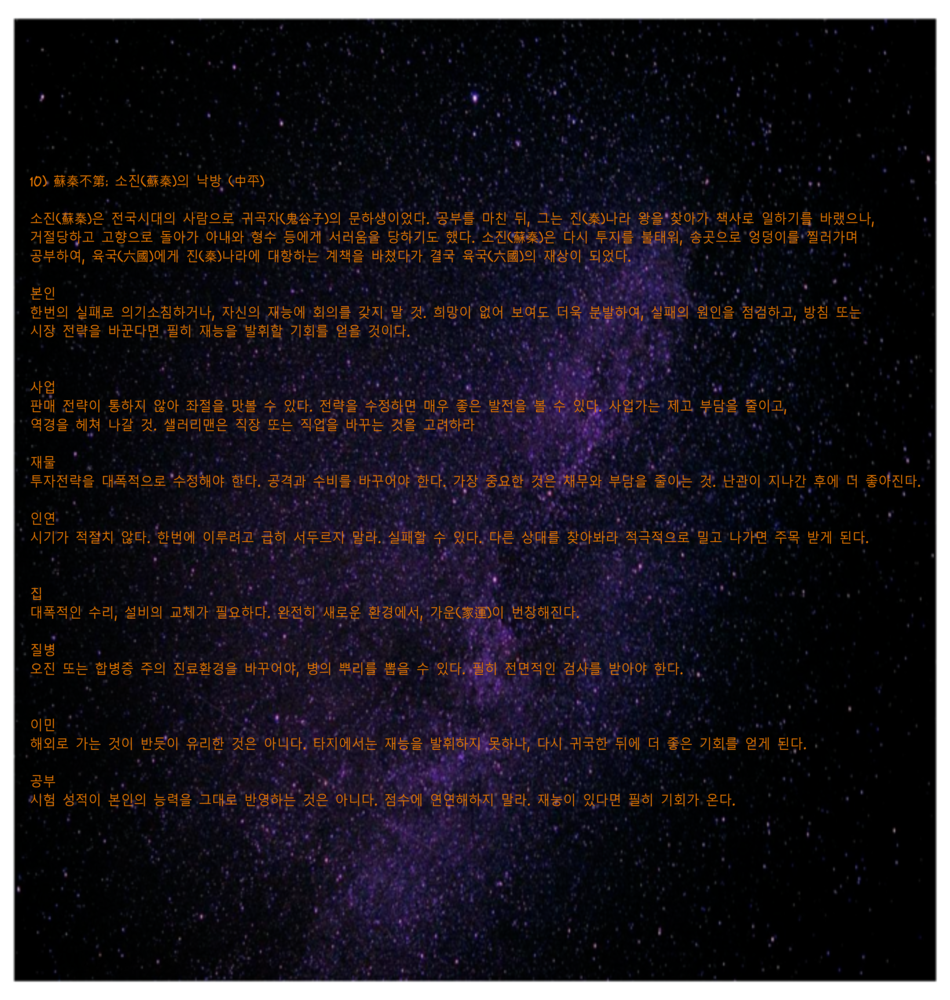 10) 蘇秦不第: 소진(蘇秦)의 낙방 (中平)
소진(蘇秦)은 전국시대의 사람으로 귀곡자(鬼谷子)의 문하생이었다. 공부를 마친 뒤, 그는 진(秦)나라 왕을 찾아가 책사로 일하기를 바랬으나,
거절당하고 고향으로 돌아가 아내와 형수 등에게 서러움을 당하기도 했다. 소진(蘇秦)은 다시 투지를 불태워, 송곳으로 엉덩이를 찔러가며
공부하여, 육국(六國)에게 진(秦)나라에 대항하는 계책을 바쳤다가 결국 육국(六國)의 재상이 되었다.
본인
한번의 실패로 의기소침하거나, 자신의 재능에 회의를 갖지 말 것. 희망이 없어 보여도 더욱 분발하여, 실패의 원인을 점검하고, 방침 또는
시장 전략을 바꾼다면 필히 재능을 발휘할 기회를 얻을 것이다.
사업
판매 전략이 통하지 않아 좌절을 맛볼 수 있다. 전략을 수정하면 매우 좋은 발전을 볼 수 있다. 사업가는 제고 부담을 줄이고,
역경을 헤쳐 나갈 것. 샐러리맨은 직장 또는 직업을 바꾸는 것을 고려하라
재물
투자전략을 대폭적으로 수정해야 한다. 공격과 수비를 바꾸어야 한다. 가장 중요한 것은 채무와 부담을 줄이는 것. 난관이 지나간 후에 더 좋아진다.
인연
시기가 적절치 않다. 한번에 이루려고 급히 서두르지 말라. 실패할 수 있다. 다른 상대를 찾아봐라 적극적으로 밀고 나가면 주목 받게 된다.
집
대폭적인 수리, 설비의 교체가 필요하다. 완전히 새로운 환경에서, 가운(家運)이 번창해진다.
질병
오진 또는 합병증 주의 진료환경을 바꾸어야, 병의 뿌리를 뽑을 수 있다. 필히 전면적인 검사를 받아야 한다.
이민
해외로 가는 것이 반듯이 유리한 것은 아니다. 타지에서는 재능을 발휘하지 못하나, 다시 귀국한 뒤에 더 좋은 기회를 얻게 된다.
공부
시험 성적이 본인의 능력을 그대로 반영하는 것은 아니다. 점수에 연연해하지 말라. 재능이 있다면 필히 기회가 온다.